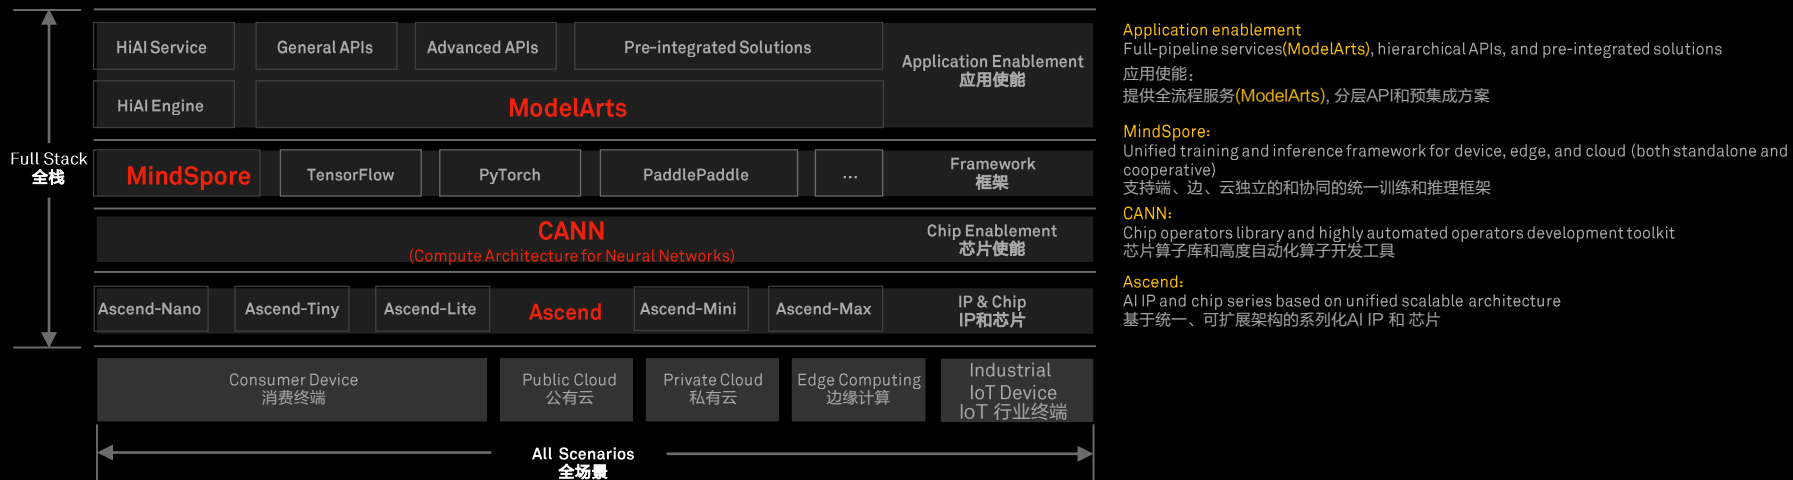 Full Stack
全栈
HiAI Service
General APIs
Advanced APIs
Pre-integrated Solutions
HiAI Engine
ModelArts
Application Enablement
应用使能
MindSpore
TensorFlow
PyTorch
PaddlePaddle
...
Framework
框架
CANN
(Compute Architecture for Neural Networks)
Chip Enablement
芯片使能
Ascend-Nano
Ascend-Tiny
Ascend-Lite
Ascend
Ascend-Mini
Ascend-Max
IP & Chip
IP和芯片
Consumer Device
消费终端
Public Cloud
公有云
Private Cloud
私有云
Edge Computing
边缘计算
Industrial
IoT Device
IoT 行业终端
All Scenarios
全场景
Application enablement
Full-pipeline services(ModelArts), hierarchical APIs, and pre-integrated solutions
应用使能：
提供全流程服务(ModelArts), 分层API和预集成方案
MindSpore:
Unified training and inference framework for device, edge, and cloud (both standalone and
cooperative)
支持端、边、云独立的和协同的统一训练和推理框架
CANN:
Chip operators library and highly automated operators development toolkit
芯片算子库和高度自动化算子开发工具
Ascend:
AI IP and chip series based on unified scalable architecture
基于统一、可扩展架构的系列化AI IP 和 芯片